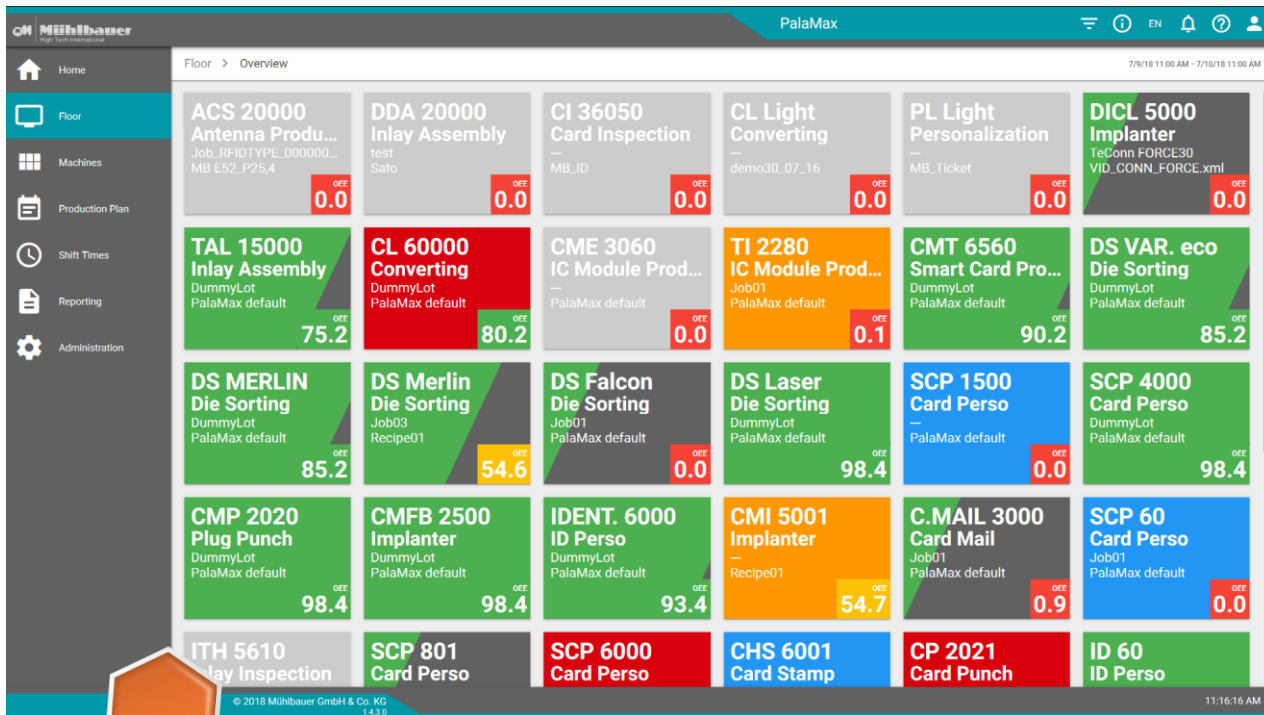 Mühlbauer
High Tech International
PalaMax
EN
Home
Floor
Machines
Production Plan
Shift Times
Reporting
Administration
Floor > Overview
7/9/18 11:00 AM - 7/10/18 11:00 AM
ACS 20000
Antenna Produ...
Job_RFIDTYPE_000000...
MB E52_P25,4
OEE
0.0
DDA 20000
Inlay Assembly
test
Sato
OEE
0.0
CI 36050
Card Inspection
—
MB_ID
OEE
0.0
CL Light
Converting
—
demo30_07_16
OEE
0.0
PL Light
Personalization
—
MB_Ticket
OEE
0.0
DICL 5000
Implanter
TeConn FORCE30
VID_CONN_FORCE.xml
OEE
0.0
TAL 15000
Inlay Assembly
DummyLot
PalaMax default
OEE
75.2
CL 60000
Converting
DummyLot
PalaMax default
OEE
80.2
CME 3060
IC Module Prod...
—
PalaMax default
OEE
0.0
TI 2280
IC Module Prod...
Job01
PalaMax default
OEE
0.1
CMT 6560
Smart Card Pro...
DummyLot
PalaMax default
OEE
90.2
DS VAR. eco
Die Sorting
DummyLot
PalaMax default
OEE
85.2
DS MERLIN
Die Sorting
DummyLot
PalaMax default
OEE
85.2
DS Merlin
Die Sorting
Job03
Recipe01
OEE
54.6
DS Falcon
Die Sorting
Job01
PalaMax default
OEE
0.0
DS Laser
Die Sorting
DummyLot
PalaMax default
OEE
98.4
SCP 1500
Card Perso
—
PalaMax default
OEE
0.0
SCP 4000
Card Perso
DummyLot
PalaMax default
OEE
98.4
CMP 2020
Plug Punch
DummyLot
PalaMax default
OEE
98.4
CMFB 2500
Implanter
DummyLot
PalaMax default
OEE
98.4
IDENT. 6000
ID Perso
DummyLot
PalaMax default
OEE
93.4
CMI 5001
Implanter
—
Recipe01
OEE
54.7
C.MAIL 3000
Card Mail
Job01
PalaMax default
OEE
0.9
SCP 60
Card Perso
Job01
PalaMax default
OEE
0.0
ITH 5610
Inspection
SCP 801
Card Perso
SCP 6000
Card Perso
CHS 6001
Card Stamp
CP 2021
Card Punch
ID 60
ID Perso
© 2018 Mühlbauer GmbH & Co. KG
1.4.3.0
11:16:16 AM